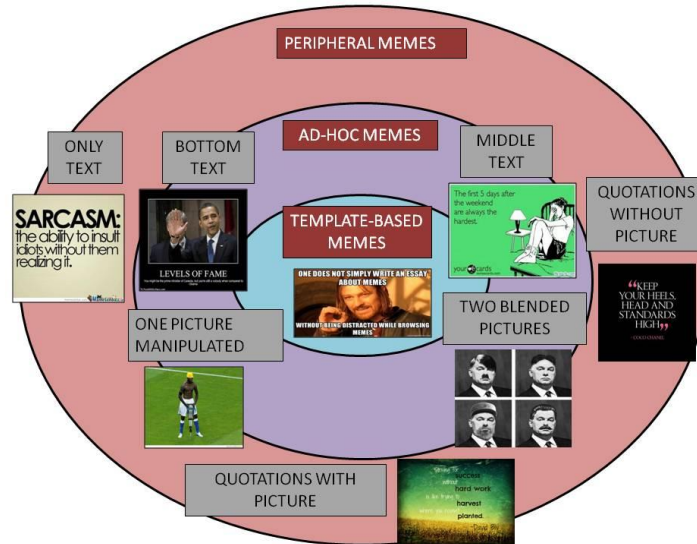 PERIPHERAL MEMES
AD-HOC MEMES
ONLY
TEXT
BOTTOM
TEXT
MIDDLE
TEXT
SARCASM:
the ability to insult
idiots without them
realizing it.
LEVELS OF FAME
TEMPLATE-BASED
MEMES
The first 5 days after
the weekend
are always the
hardest.
your cards
QUOTATIONS
WITHOUT
PICTURE
ONE DOES NOT SIMPLY WRITE AN ESSAY
ABOUT MEMES
WITHOUT BEING DISTRACTED WHILE BROWSING
MEMES
"KEEP
YOUR HEELS,
HEAD AND
STANDARDS
HIGH"
COCO CHANEL
ONE PICTURE
MANIPULATED
TWO BLENDED
PICTURES
QUOTATIONS WITH
PICTURE
success
hard work
harvest
planted.